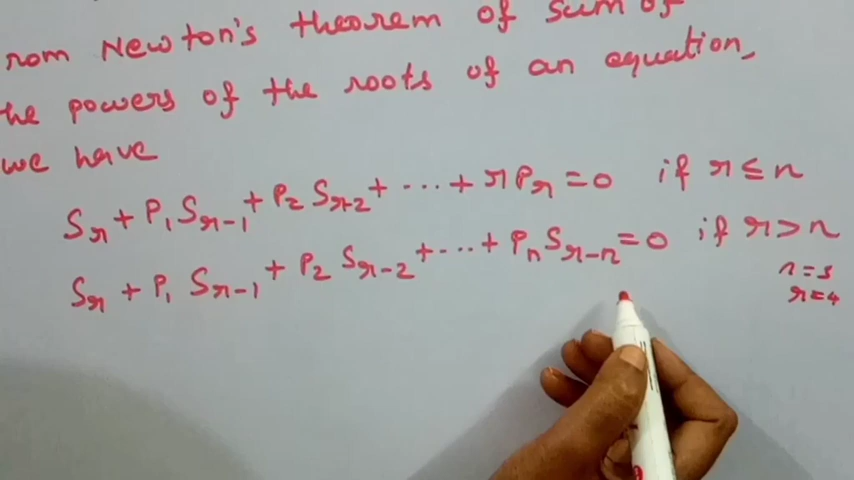 rom Newton's theorem of sum of
he powers of the roots of an equation,
we have
Sr + P1 Sr-1 + P2 Sr-2 + ... + r Pr = 0 if r ≤ n
Sr + P1 Sr-1 + P2 Sr-2 + ... + Pn Sr-n = 0 if r > n
n = 3
r = 4